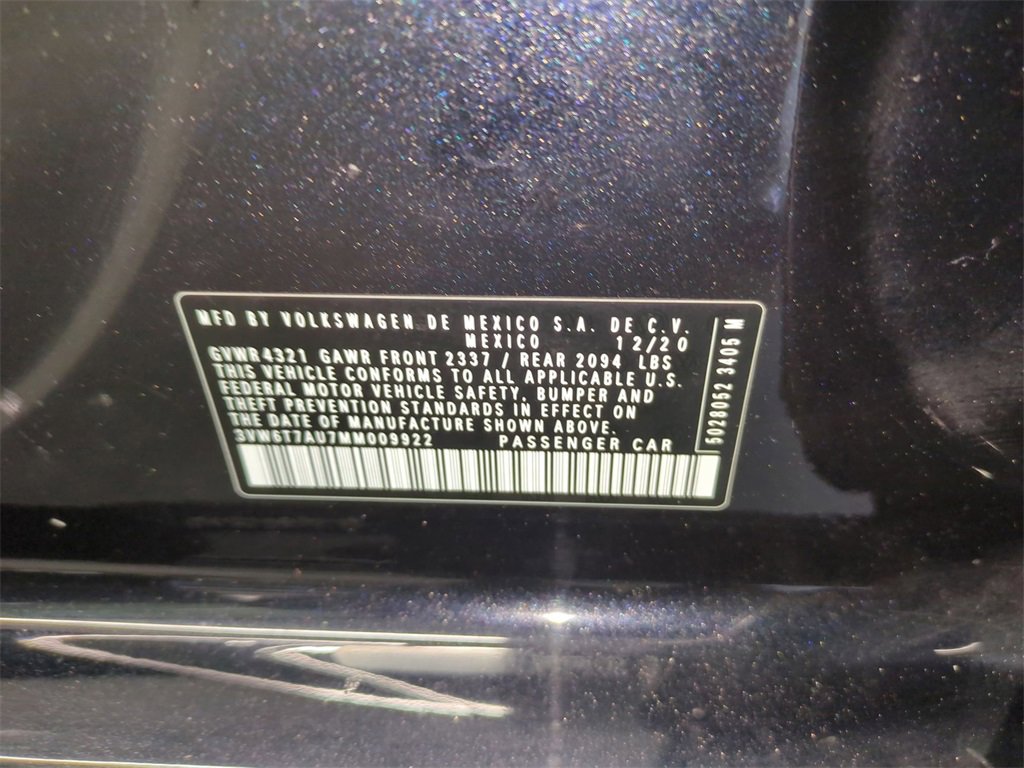 MFD BY VOLKSWAGEN DE MEXICO S.A. DE C.V.
MEXICO 12/20
GVWR4321 GAWR FRONT 2337 / REAR 2094 LBS
THIS VEHICLE CONFORMS TO ALL APPLICABLE U.S.
FEDERAL MOTOR VEHICLE SAFETY, BUMPER AND
THEFT PREVENTION STANDARDS IN EFFECT ON
THE DATE OF MANUFACTURE SHOWN ABOVE.
3VW6T7AU7MM009922 PASSENGER CAR
5028052 3A05 M